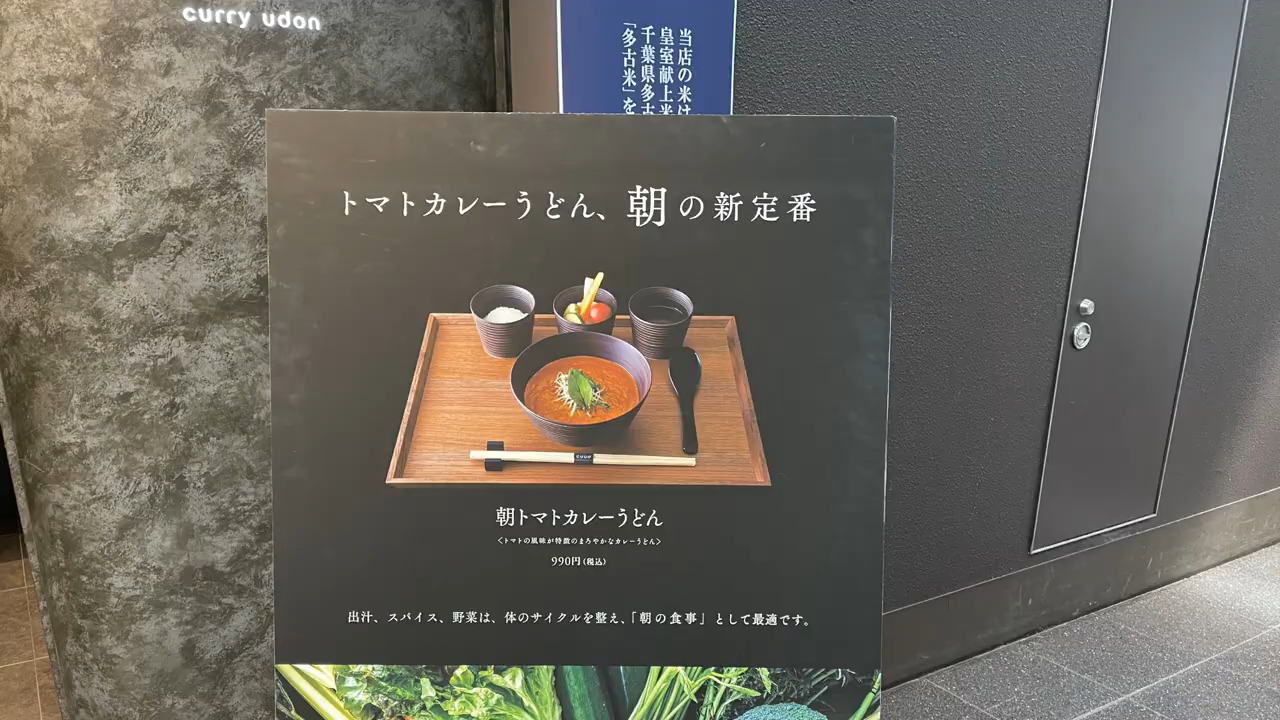 curry udon
当店の米は
皇室献上米
千葉県多古
「多古米」を
トマトカレーうどん、朝の新定番
朝トマトカレーうどん
<トマトの風味が特徴のまろやかなカレーうどん>
990円(税込)
出汁、スパイス、野菜は、体のサイクルを整え、「朝の食事」として最適です。